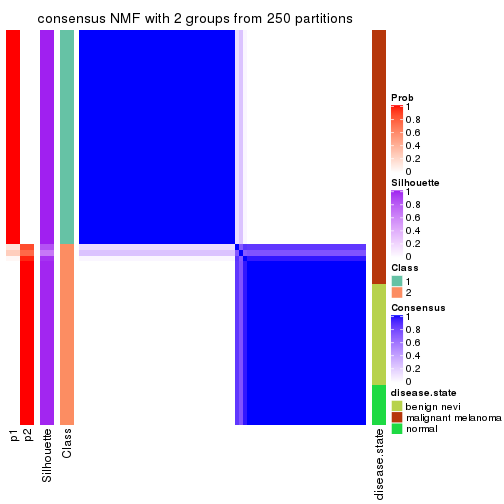 consensus NMF with 2 groups from 250 partitions
Prob
1
0.8
0.6
0.4
0.2
0
Silhouette
1
0.8
0.6
0.4
0.2
0
Class
1
2
Consensus
1
0.8
0.6
0.4
0.2
0
disease.state
benign nevi
malignant melanoma
normal
p1
p2
Silhouette
Class
disease.state